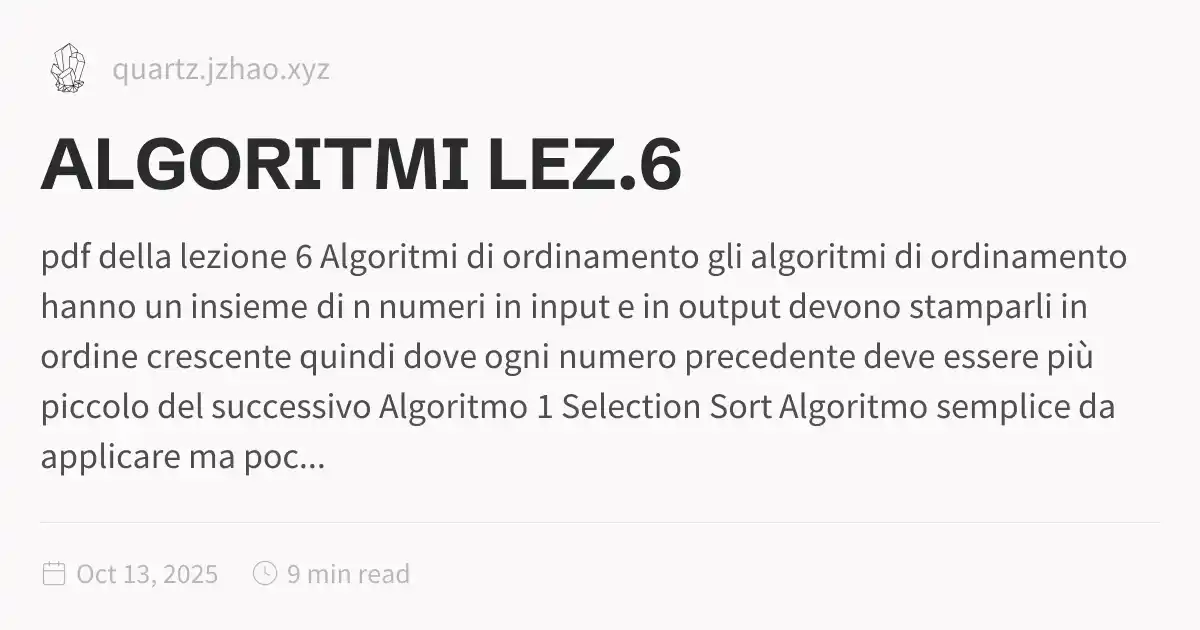 quartz.jzhao.xyz
ALGORITMI LEZ.6
pdf della lezione 6 Algoritmi di ordinamento gli algoritmi di ordinamento
hanno un insieme di n numeri in input e in output devono stamparli in
ordine crescente quindi dove ogni numero precedente deve essere più
piccolo del successivo Algoritmo 1 Selection Sort Algoritmo semplice da
applicare ma poc...
Oct 13, 2025 9 min read